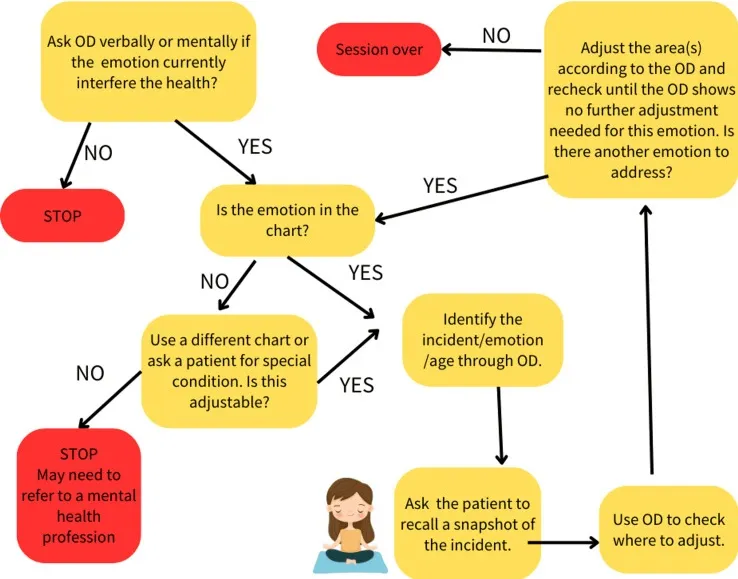 Ask OD verbally or mentally if
the emotion currently
interfere the health?
NO
YES
STOP
Session over
NO
Adjust the area(s)
according to the OD and
recheck until the OD shows
no further adjustment
needed for this emotion. Is
there another emotion to
address?
YES
Is the emotion in the
chart?
NO
YES
Use a different chart or
ask a patient for special
condition. Is this
adjustable?
NO
YES
STOP
May need to
refer to a mental
health
profession
Identify the
incident/emotion
/age through OD.
Ask the patient to
recall a snapshot of
the incident.
Use OD to check
where to adjust.